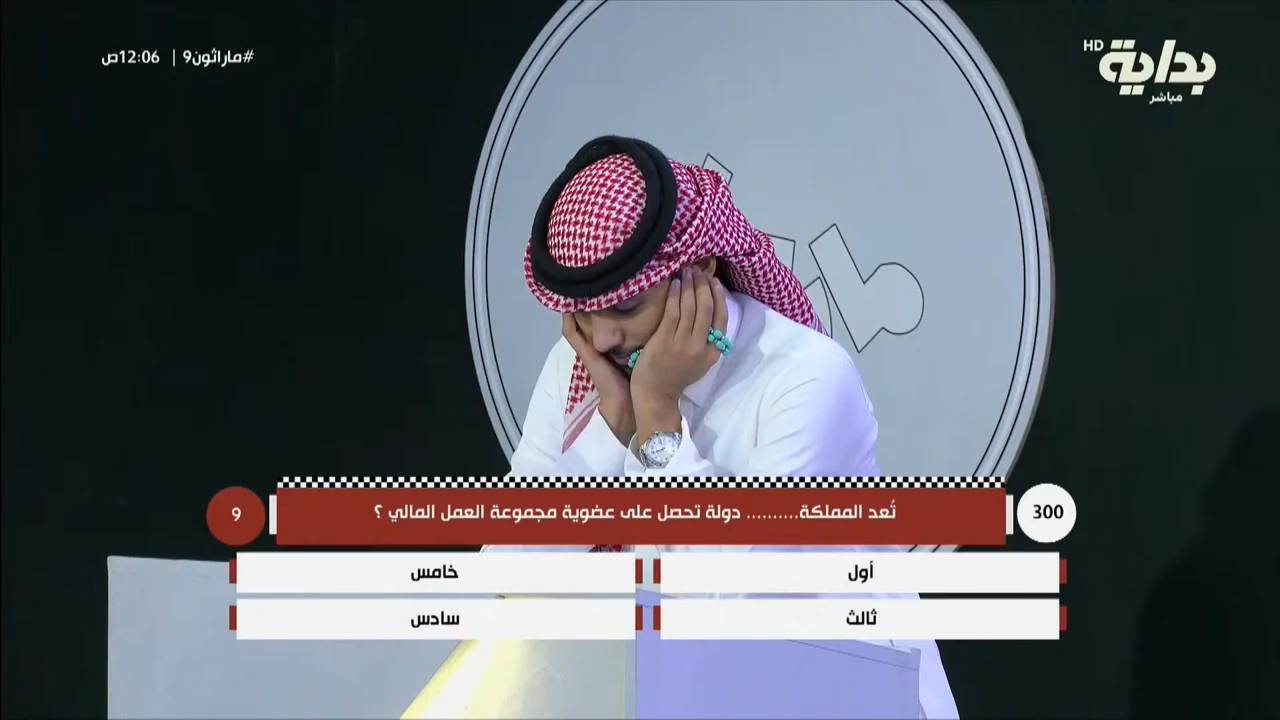 #ماراثون9 | 12:06ص
بداية HD
مباشر
300
تُعد المملكة.......... دولة تحصل على عضوية مجموعة العمل المالي ؟
9
أول
خامس
ثالث
سادس